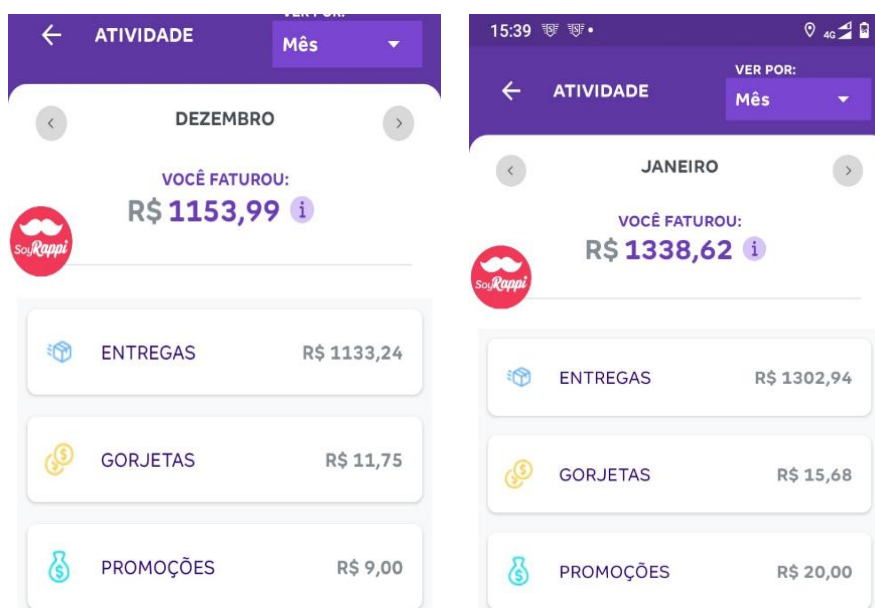 VER POR:
ATIVIDADE
Mês
DEZEMBRO
VOCÊ FATUROU:
R$ 1153,99 i
SoyRappi
ENTREGAS R$ 1133,24
GORJETAS R$ 11,75
PROMOÇÕES R$ 9,00
15:39 4G
VER POR:
ATIVIDADE
Mês
JANEIRO
VOCÊ FATUROU:
R$ 1338,62 i
SoyRappi
ENTREGAS R$ 1302,94
GORJETAS R$ 15,68
PROMOÇÕES R$ 20,00